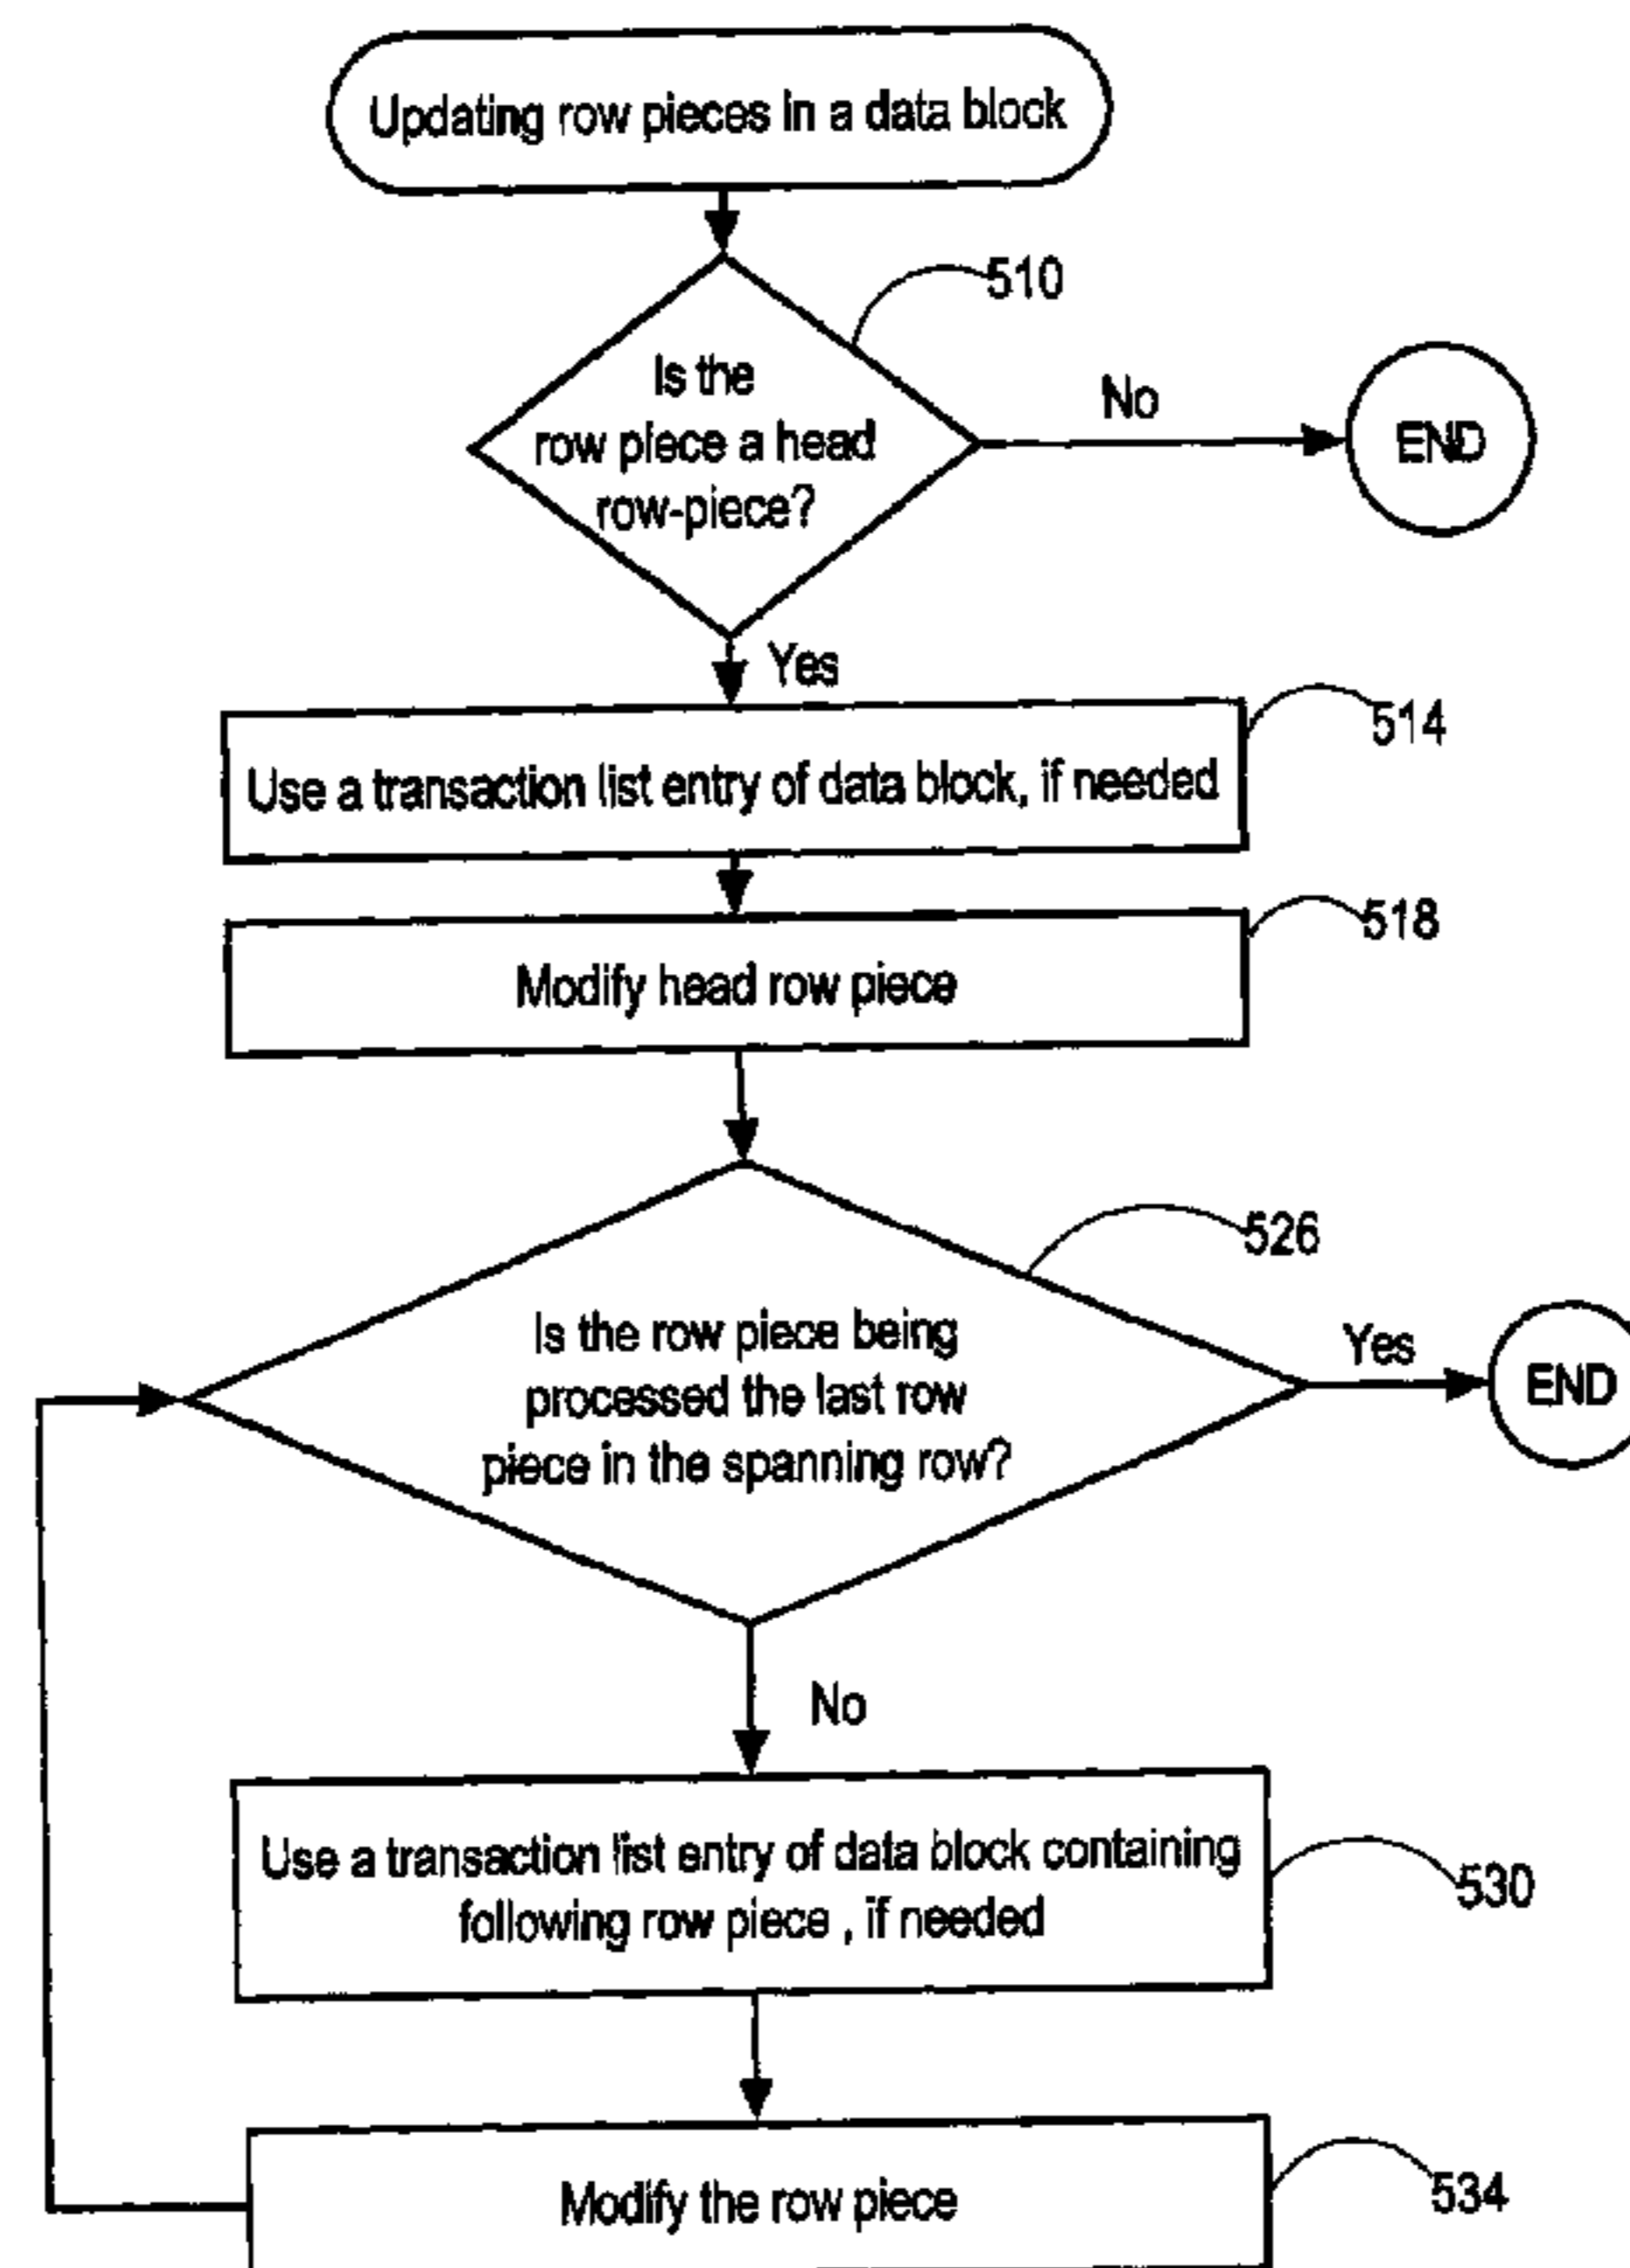 Updating row pieces in a data block
510
Is the
row piece a head
row-piece?
No
END
Yes
514
Use a transaction list entry of data block, if needed
518
Modify head row piece
526
Is the row piece being
processed the last row
piece in the spanning row?
Yes
END
No
Use a transaction list entry of data block containing
following row piece , if needed
530
Modify the row piece
534